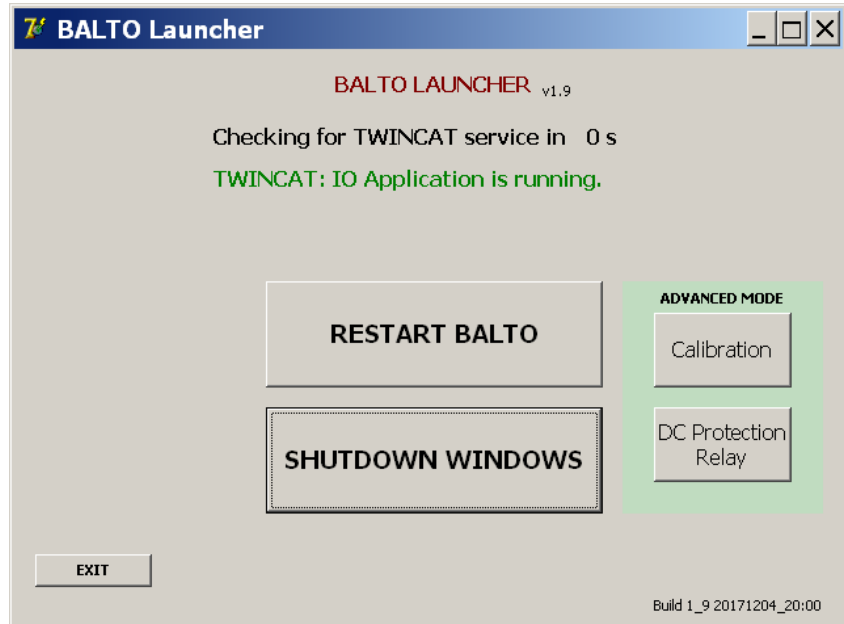 BALTO Launcher
BALTO LAUNCHER v1.9
Checking for TWINCAT service in 0 s
TWINCAT: IO Application is running.
ADVANCED MODE
RESTART BALTO
Calibration
SHUTDOWN WINDOWS
DC Protection
Relay
EXIT
Build 1_9 20171204_20:00